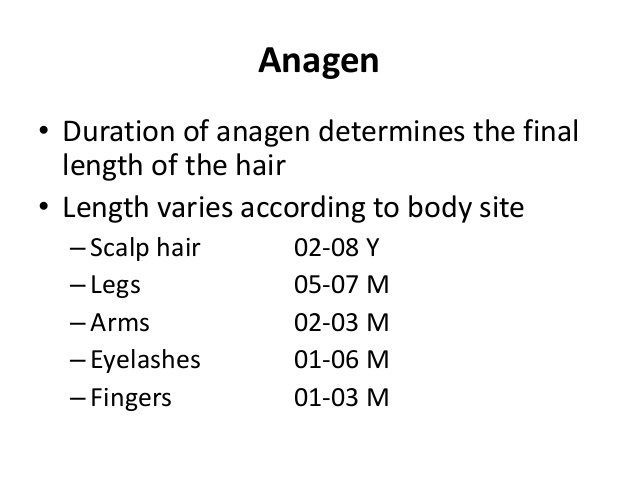 Anagen
• Duration of anagen determines the final
length of the hair
• Length varies according to body site
– Scalp hair 02-08 Y
– Legs 05-07 M
– Arms 02-03 M
– Eyelashes 01-06 M
– Fingers 01-03 M